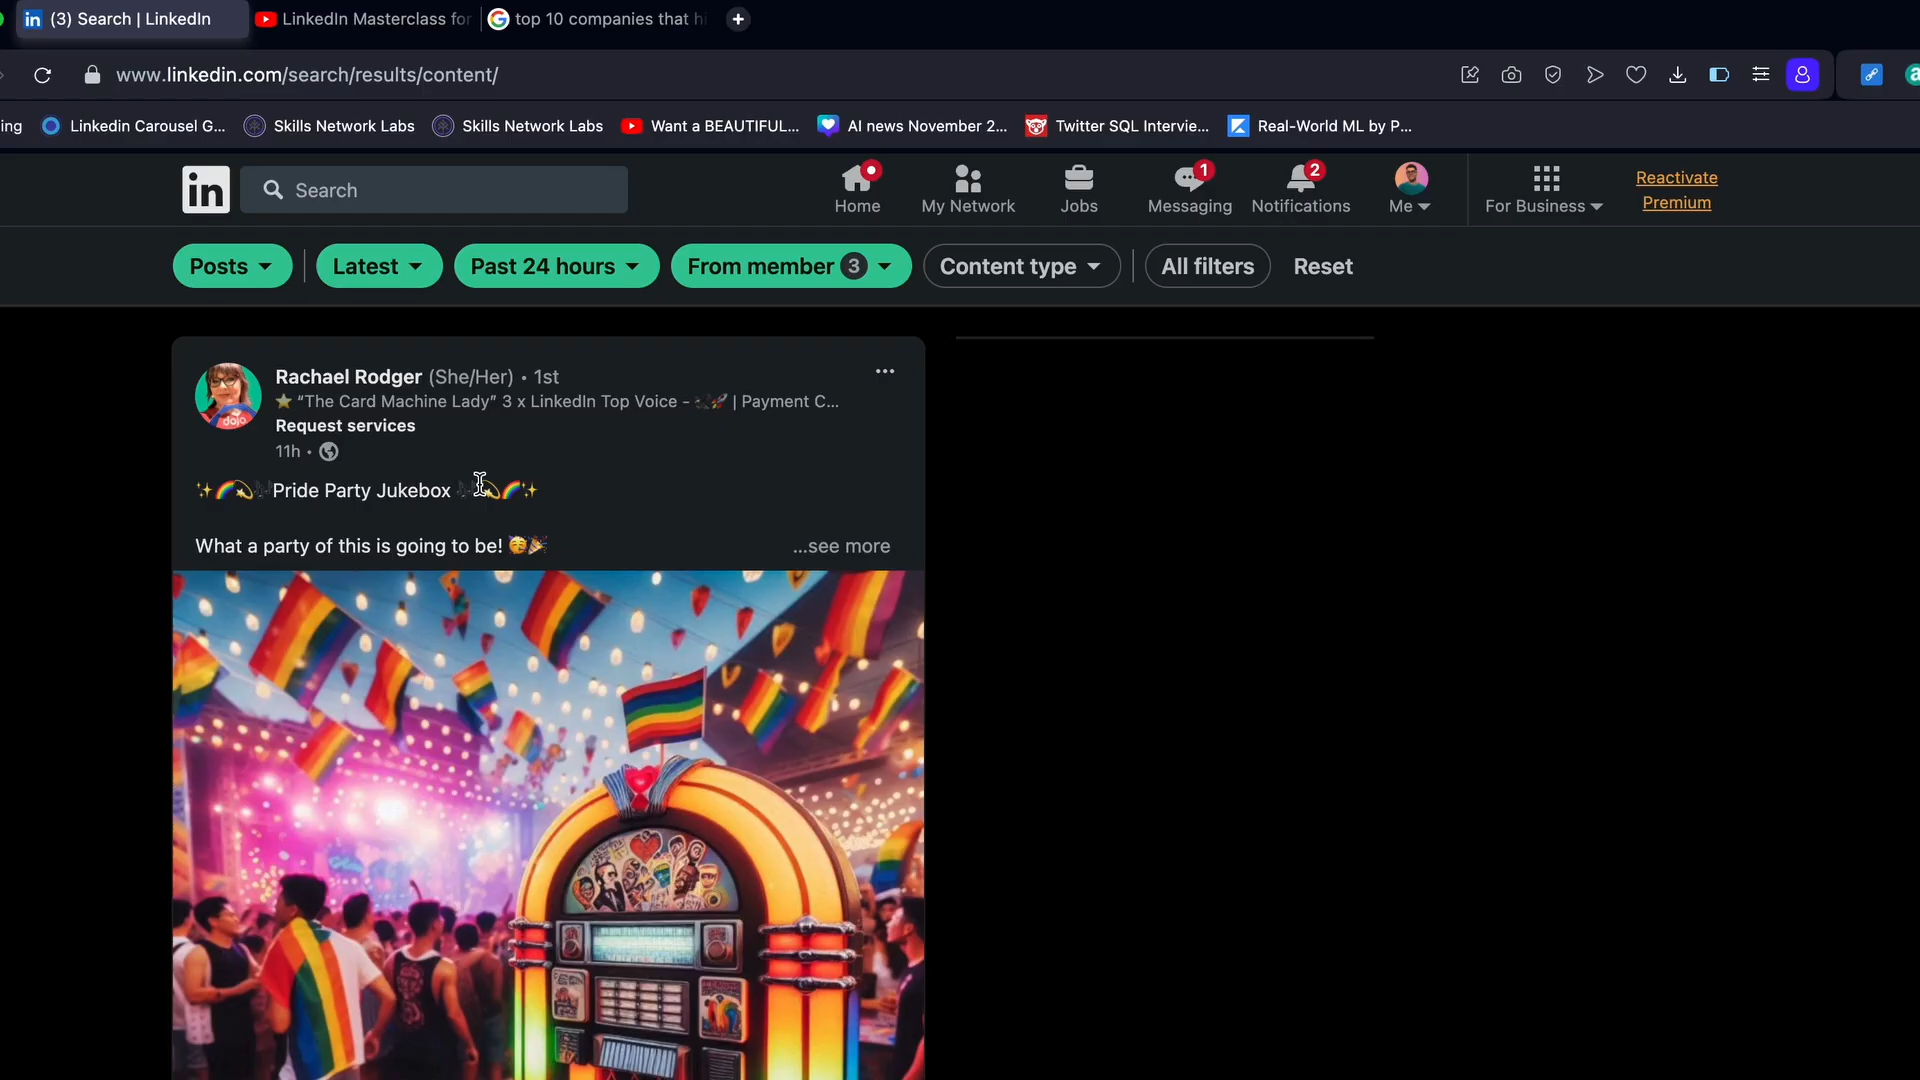 (3) Search | LinkedIn
LinkedIn Masterclass for
top 10 companies that hi
www.linkedin.com/search/results/content/
ing
Linkedin Carousel G...
Skills Network Labs
Skills Network Labs
Want a BEAUTIFUL...
AI news November 2...
Twitter SQL Intervie...
Real-World ML by P...
in
Search
Home
My Network
Jobs
1
Messaging
2
Notifications
Me
For Business
Reactivate
Premium
Posts
Latest
Past 24 hours
From member 3
Content type
All filters
Reset
Rachael Rodger (She/Her) • 1st
⭐ “The Card Machine Lady” 3 x LinkedIn Top Voice - 🚀 | Payment C...
Request services
11h •
dojo
✨🌈💫🎶Pride Party Jukebox 🎶💫🌈✨
What a party of this is going to be! 🥳🎉
...see more